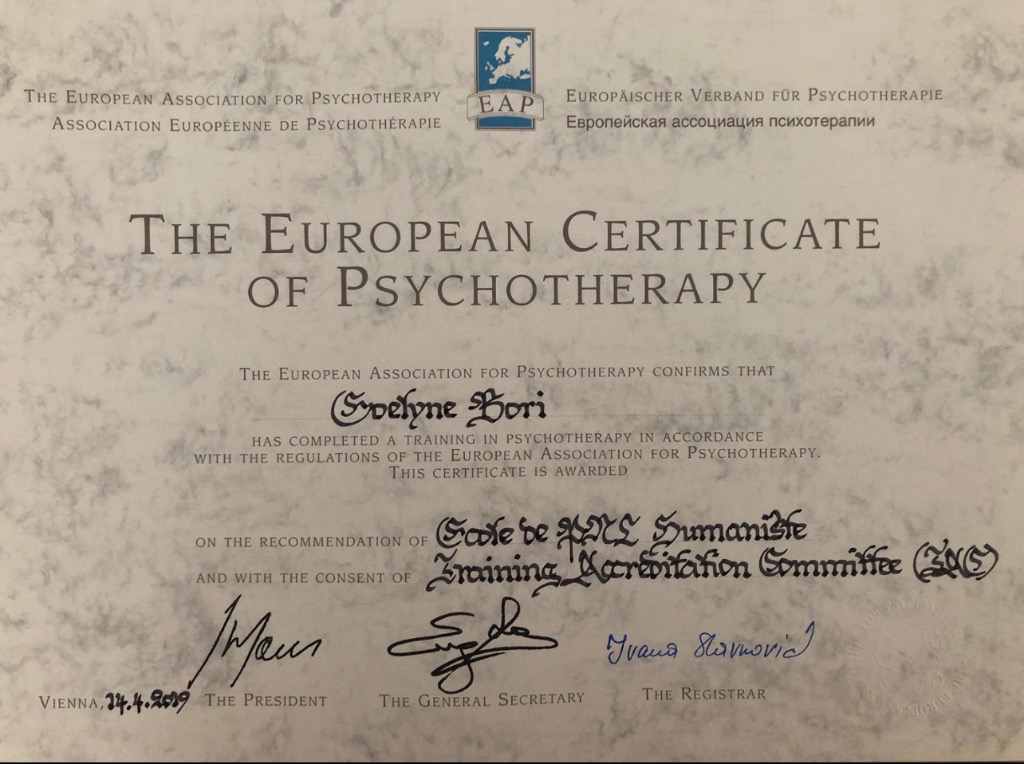 THE EUROPEAN ASSOCIATION FOR PSYCHOTHERAPY
ASSOCIATION EUROPÉENNE DE PSYCHOTHÉRAPIE
EAP
EUROPÄISCHER VERBAND FÜR PSYCHOTHERAPIE
Европейская ассоциация психотерапии
THE EUROPEAN CERTIFICATE
OF PSYCHOTHERAPY
THE EUROPEAN ASSOCIATION FOR PSYCHOTHERAPY CONFIRMS THAT
Evelyne Bori
HAS COMPLETED A TRAINING IN PSYCHOTHERAPY IN ACCORDANCE
WITH THE REGULATIONS OF THE EUROPEAN ASSOCIATION FOR PSYCHOTHERAPY.
THIS CERTIFICATE IS AWARDED
ON THE RECOMMENDATION OF Ecole de PNL Humaniste
AND WITH THE CONSENT OF Training Accreditation Committee (TAC)
Ivana Slavković
VIENNA, 24.4.2019 THE PRESIDENT THE GENERAL SECRETARY THE REGISTRAR